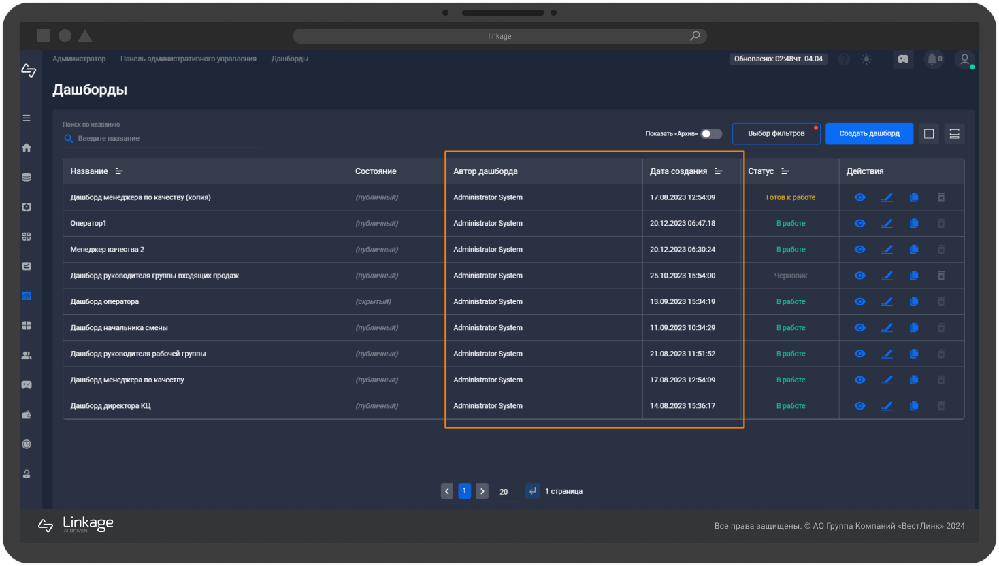 linkage
Администратор – Панель административного управления – Дашборды
Обновлено: 02:48чт. 04.04
0
Дашборды
Поиск по названию
Введите название
Показать «Архив»
Выбор фильтров
Создать дашборд
Название Состояние Автор дашборда Дата создания Статус Действия
Дашборд менеджера по качеству (копия) (публичный) Administrator System 17.08.2023 12:54:09 Готов к работе
Оператор1 (публичный) Administrator System 20.12.2023 06:47:18 В работе
Менеджер качества 2 (публичный) Administrator System 20.12.2023 06:30:24 В работе
Дашборд руководителя группы входящих продаж (публичный) Administrator System 25.10.2023 15:54:00 Черновик
Дашборд оператора (скрытый) Administrator System 13.09.2023 15:34:19 В работе
Дашборд начальника смены (публичный) Administrator System 11.09.2023 10:34:29 В работе
Дашборд руководителя рабочей группы (публичный) Administrator System 21.08.2023 11:51:52 В работе
Дашборд менеджера по качеству (публичный) Administrator System 17.08.2023 12:54:09 В работе
Дашборд директора КЦ (публичный) Administrator System 14.08.2023 15:36:17 В работе
1 20 1 страница
Linkage
AI DRIVEN
Все права защищены. © АО Группа Компаний «ВестЛинк» 2024